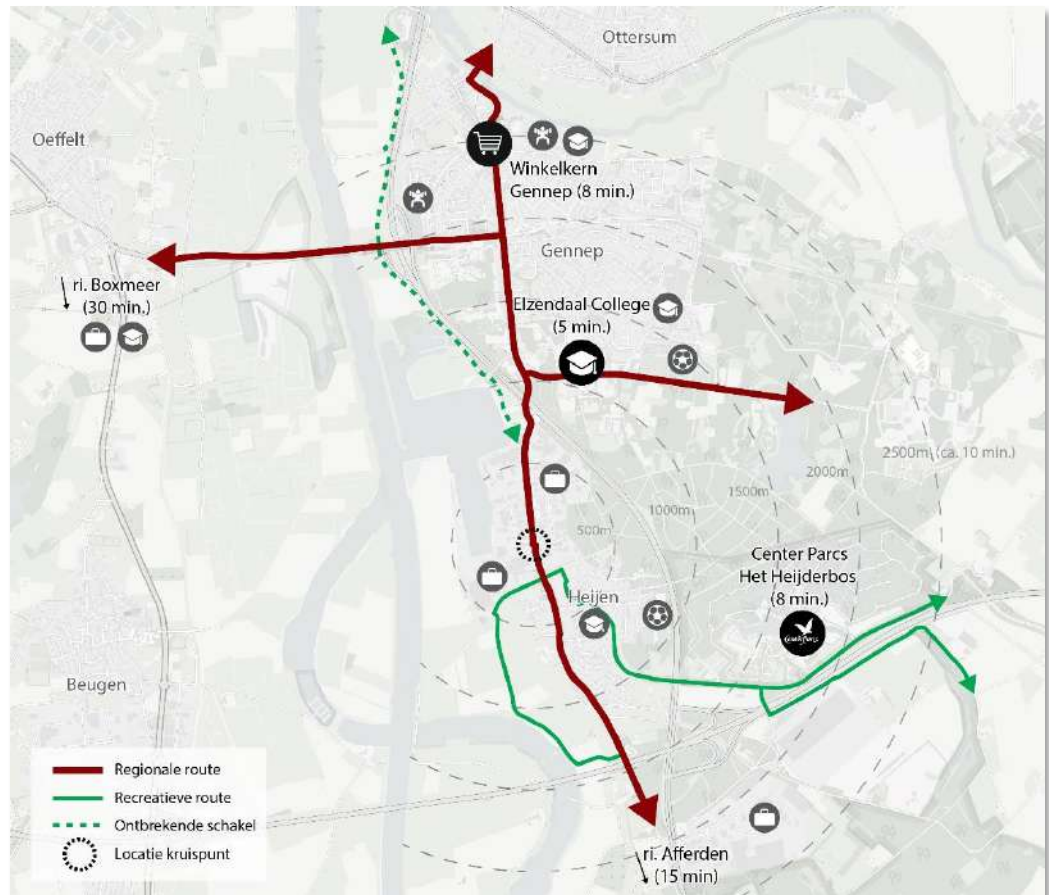 Ottersum
Oeffelt
Winkelkern
Gennep (8 min.)
Gennep
ri. Boxmeer
(30 min.)
Elzendaal College
(5 min.)
2500m (ca. 10 min.)
2000m
1500m
1000m
500m
Center Parcs
Het Heijderbos
(8 min.)
Heijen
Beugen
Regionale route
Recreatieve route
Ontbrekende schakel
Locatie kruispunt
ri. Afferden
(15 min)